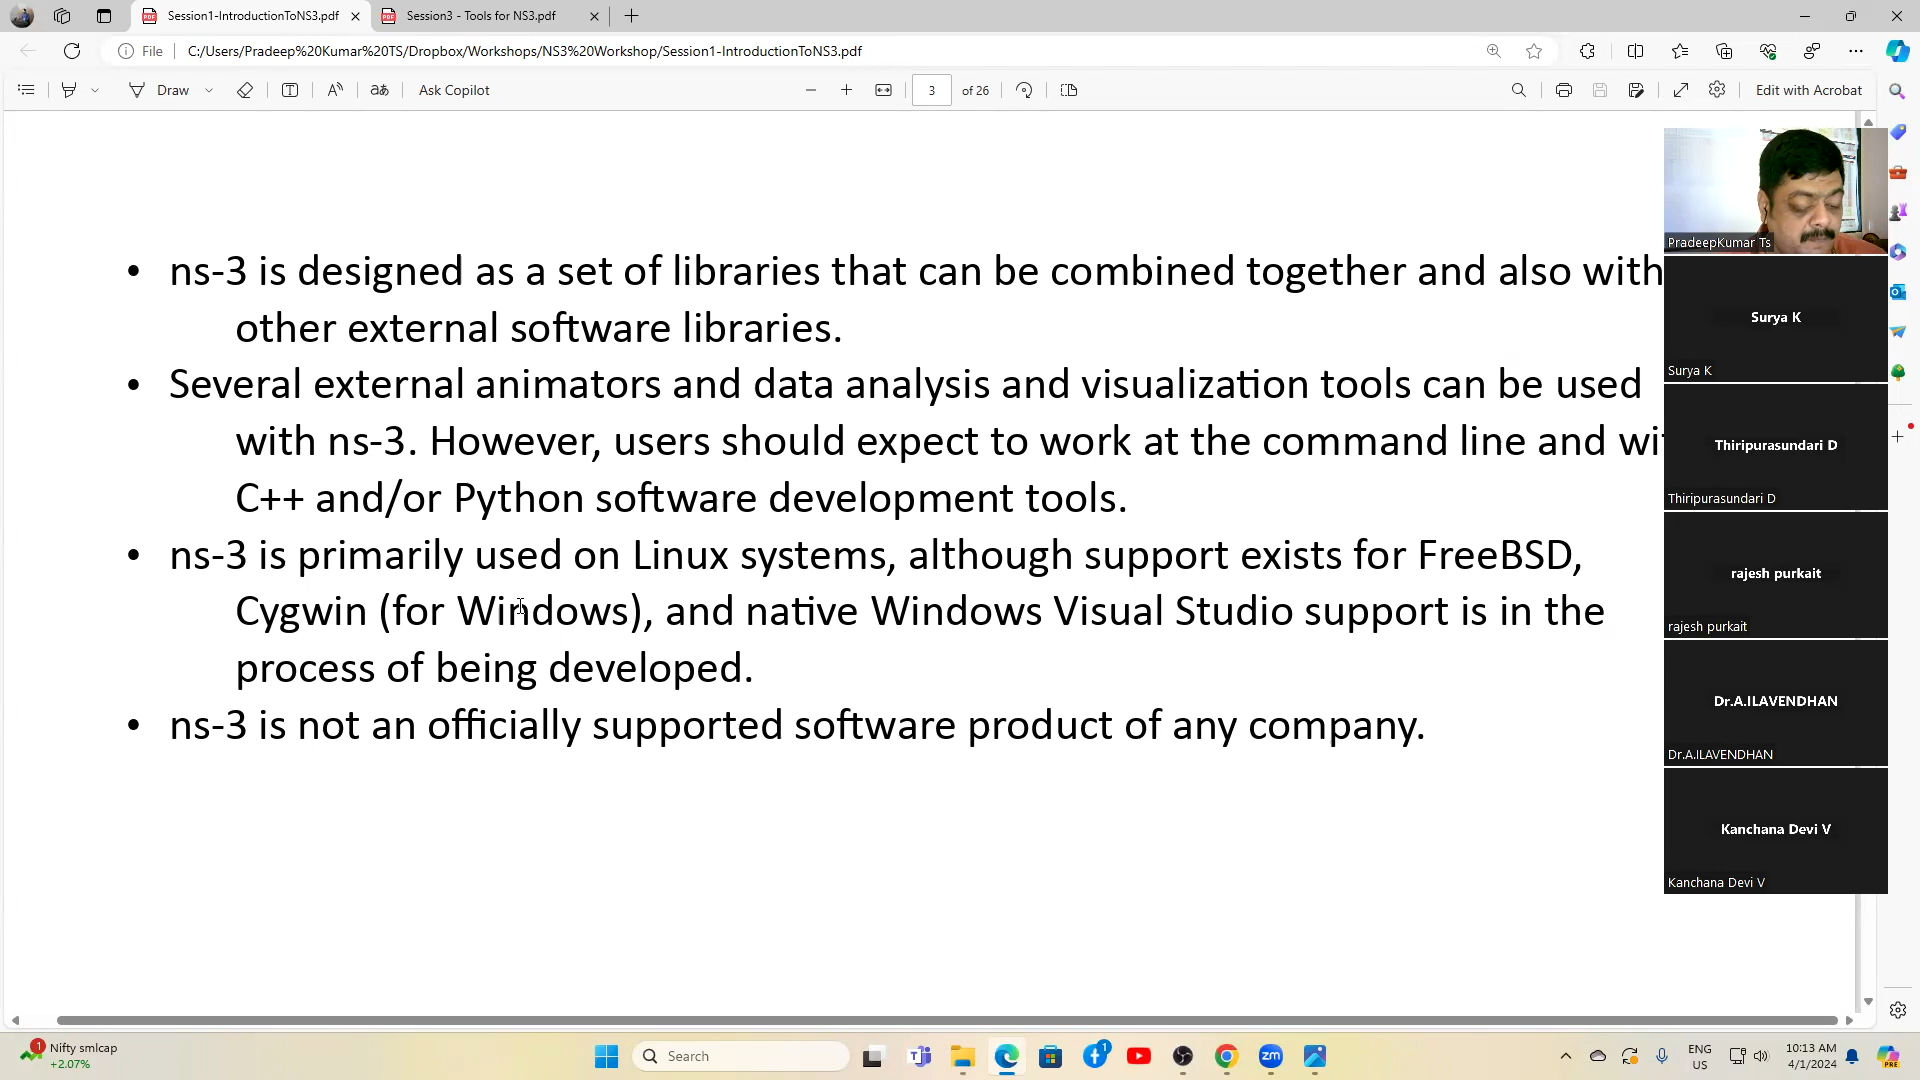 Session1-IntroductionToNS3.pdf
Session3 - Tools for NS3.pdf
File
C:/Users/Pradeep%20Kumar%20TS/Dropbox/Workshops/NS3%20Workshop/Session1-IntroductionToNS3.pdf
Draw
aあ
Ask Copilot
3 of 26
Edit with Acrobat
• ns-3 is designed as a set of libraries that can be combined together and also with
other external software libraries.
• Several external animators and data analysis and visualization tools can be used
with ns-3. However, users should expect to work at the command line and wi
C++ and/or Python software development tools.
• ns-3 is primarily used on Linux systems, although support exists for FreeBSD,
Cygwin (for Windows), and native Windows Visual Studio support is in the
process of being developed.
• ns-3 is not an officially supported software product of any company.
PradeepKumar Ts
Surya K
Surya K
Thiripurasundari D
Thiripurasundari D
rajesh purkait
rajesh purkait
Dr.A.ILAVENDHAN
Dr.A.ILAVENDHAN
Kanchana Devi V
Kanchana Devi V
1
Nifty smlcap
+2.07%
Search
1
zm
ENG
US
10:13 AM
4/1/2024
PRE